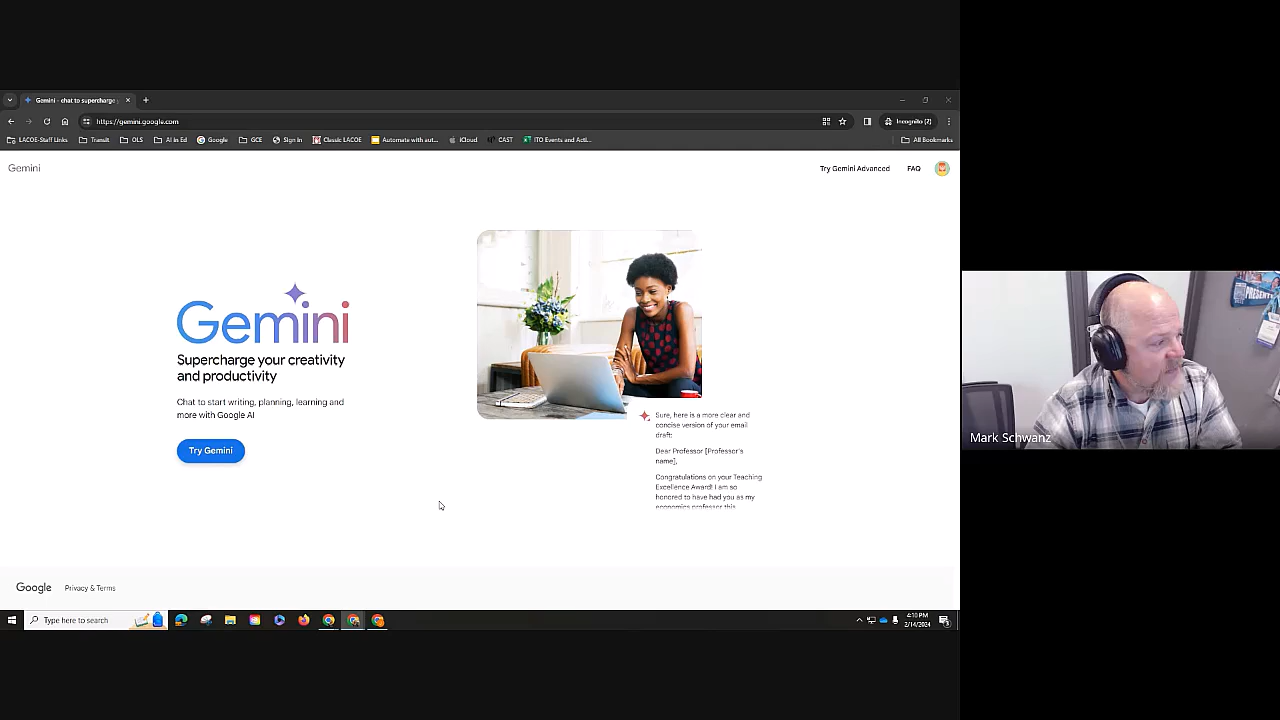 Gemini - chat to supercharge
https://gemini.google.com
Incognito (2)
LACOE-Staff Links
Transit
OLS
AI in Ed
Google
GCE
Sign In
Classic LACOE
Automate with aut...
iCloud
CAST
ITO Events and Acti...
All Bookmarks
Gemini
Try Gemini Advanced
FAQ
Gemini
Supercharge your creativity
and productivity
Chat to start writing, planning, learning and
more with Google AI
Try Gemini
Sure, here is a more clear and
concise version of your email
draft:
Dear Professor [Professor's
name],
Congratulations on your Teaching
Excellence Award! I am so
honored to have had you as my
economics professor this
Google
Privacy & Terms
Type here to search
4:10 PM
2/14/2024
Mark Schwanz